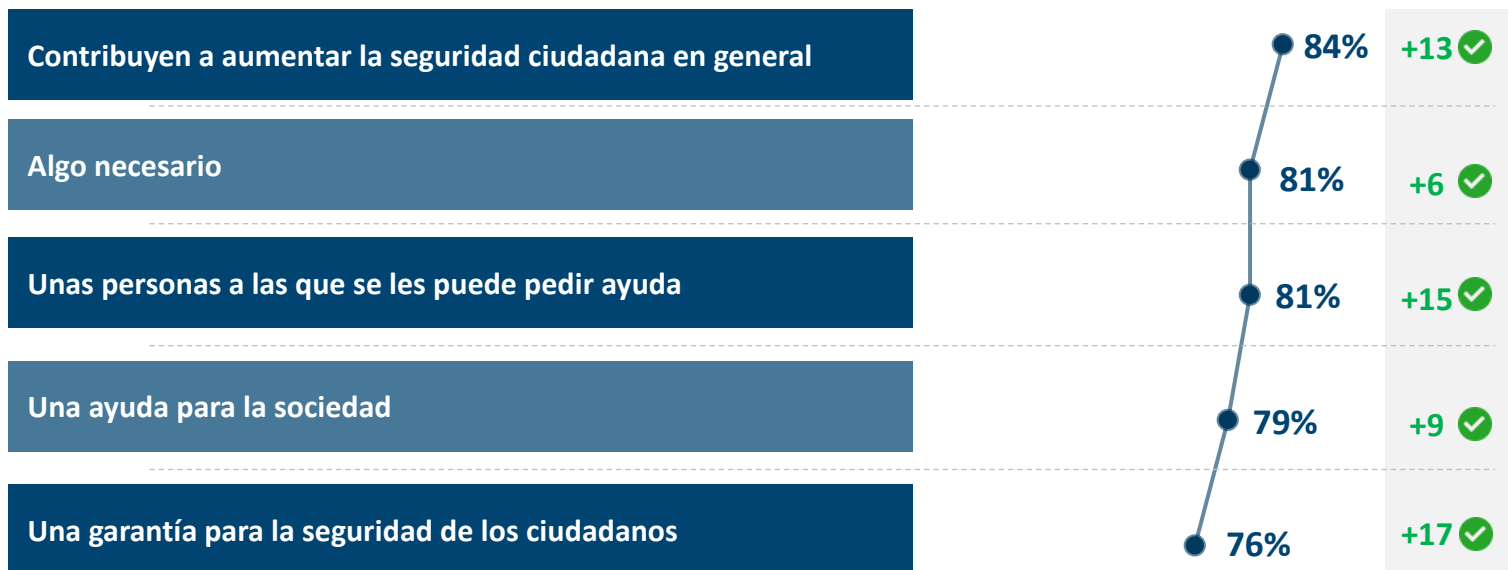 Contribuyen a aumentar la seguridad ciudadana en general 84% +13
Algo necesario 81% +6
Unas personas a las que se les puede pedir ayuda 81% +15
Una ayuda para la sociedad 79% +9
Una garantía para la seguridad de los ciudadanos 76% +17